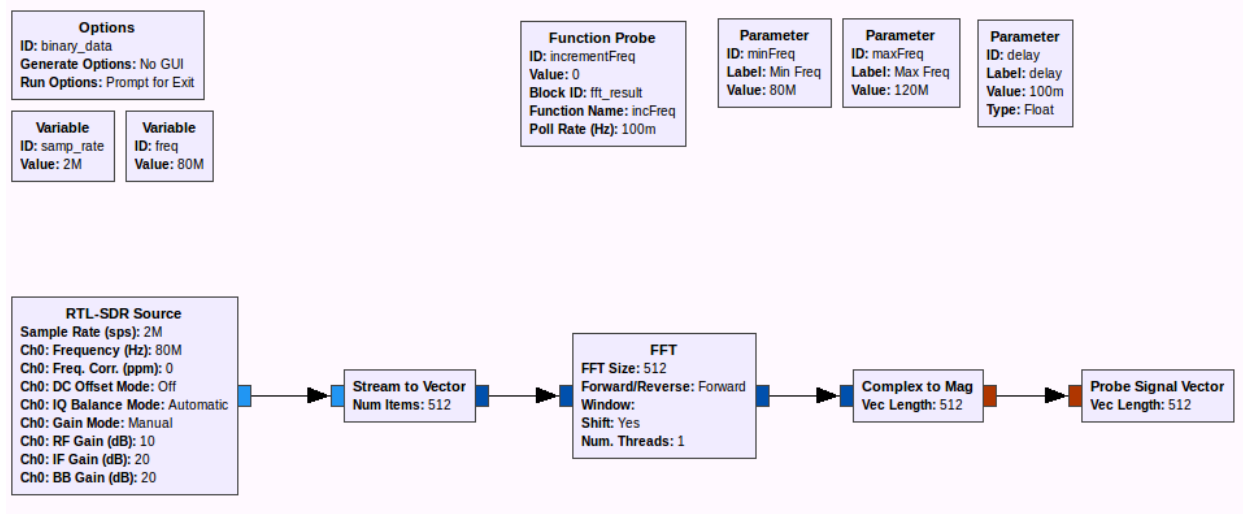 Options
ID: binary_data
Generate Options: No GUI
Run Options: Prompt for Exit
Variable
ID: samp_rate
Value: 2M
Variable
ID: freq
Value: 80M
Function Probe
ID: incrementFreq
Value: 0
Block ID: fft_result
Function Name: incFreq
Poll Rate (Hz): 100m
Parameter
ID: minFreq
Label: Min Freq
Value: 80M
Parameter
ID: maxFreq
Label: Max Freq
Value: 120M
Parameter
ID: delay
Label: delay
Value: 100m
Type: Float
RTL-SDR Source
Sample Rate (sps): 2M
Ch0: Frequency (Hz): 80M
Ch0: Freq. Corr. (ppm): 0
Ch0: DC Offset Mode: Off
Ch0: IQ Balance Mode: Automatic
Ch0: Gain Mode: Manual
Ch0: RF Gain (dB): 10
Ch0: IF Gain (dB): 20
Ch0: BB Gain (dB): 20
Stream to Vector
Num Items: 512
FFT
FFT Size: 512
Forward/Reverse: Forward
Window:
Shift: Yes
Num. Threads: 1
Complex to Mag
Vec Length: 512
Probe Signal Vector
Vec Length: 512